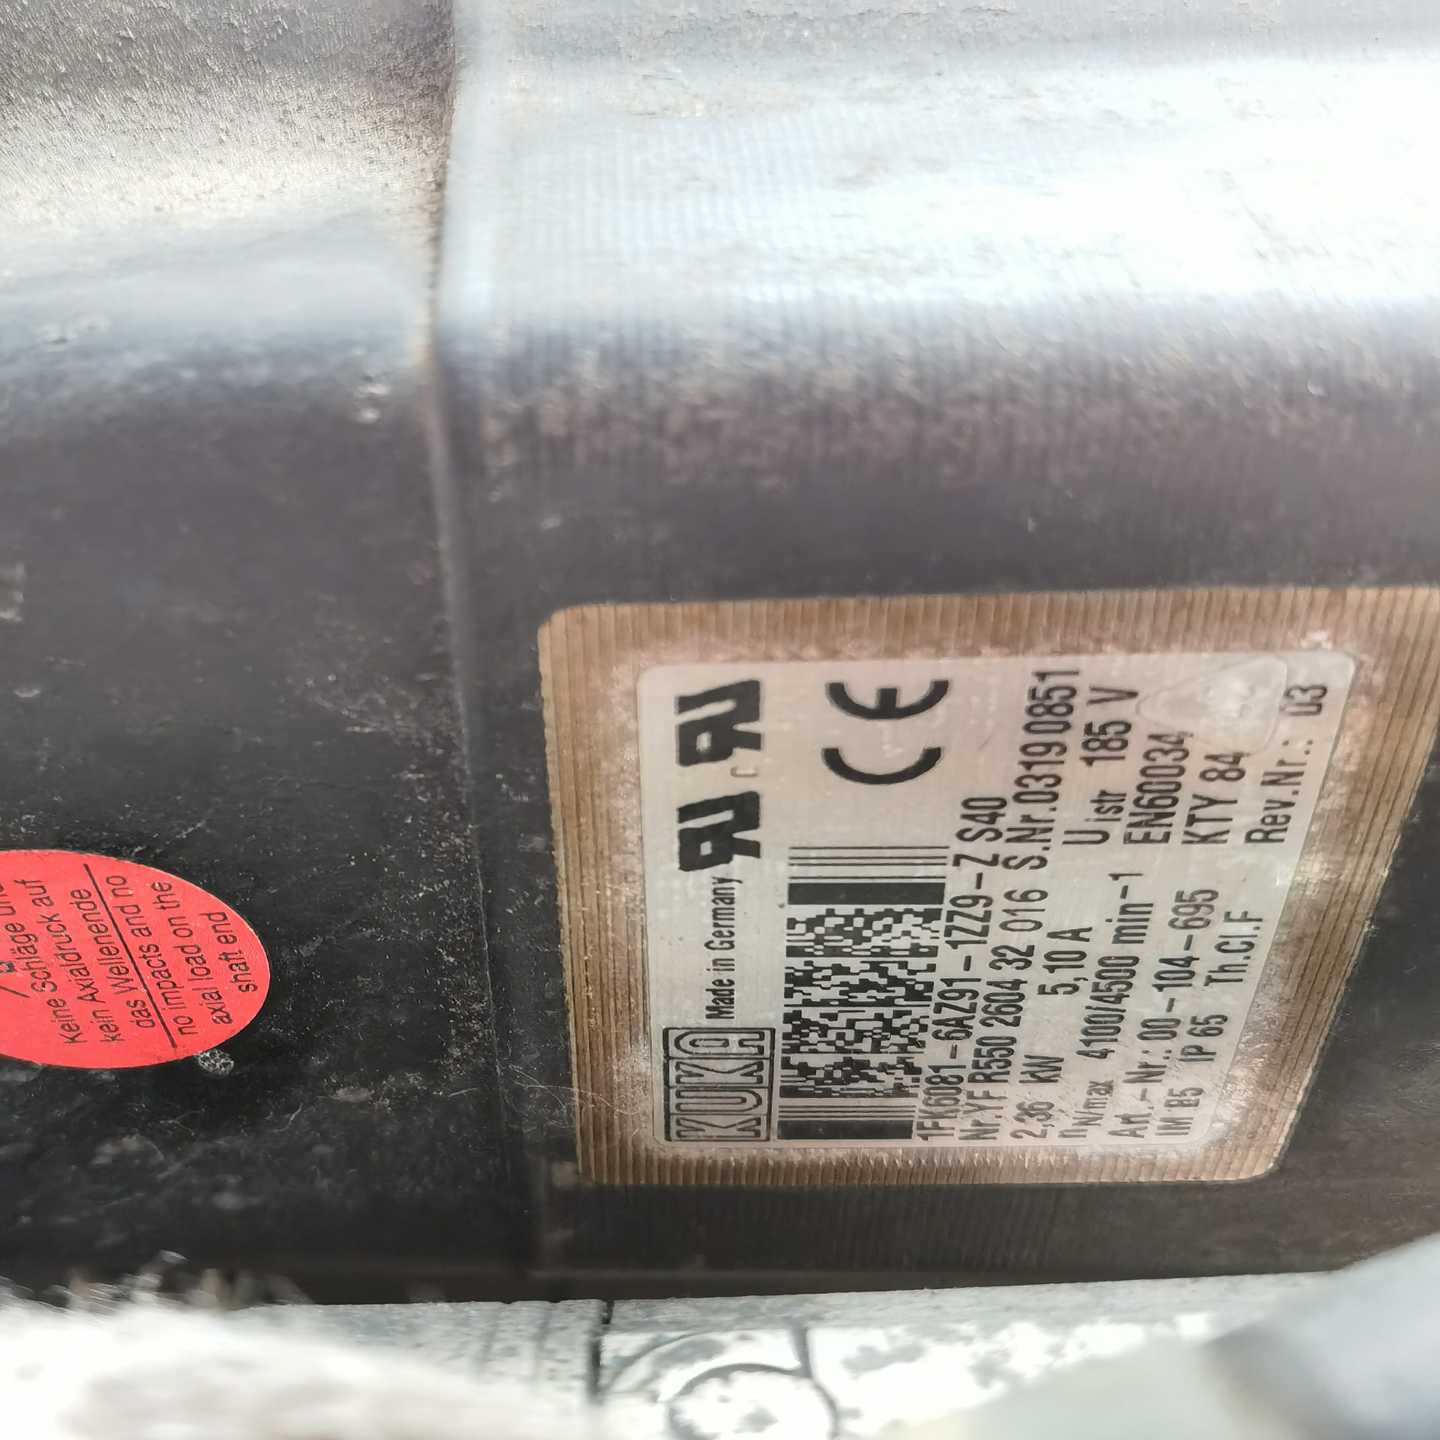 KUKA Made in Germany
c
CE
1FK6081-6AZ91-1ZZ9-Z S40
Nr.YF R550 2604 32 016 S.Nr.0319 0851
2,36 kW 5,10 A Uistr 185 V
nN/max 4100/4500 min-1 EN60034
Art.-Nr.: 00-104-695 KTY 84
IM B5 IP 65 Th.Cl.F Rev.Nr.: 03
Keine Schläge
kein Axialdruck auf
das Wellenende
no impacts and no
axial load on the
shaft end